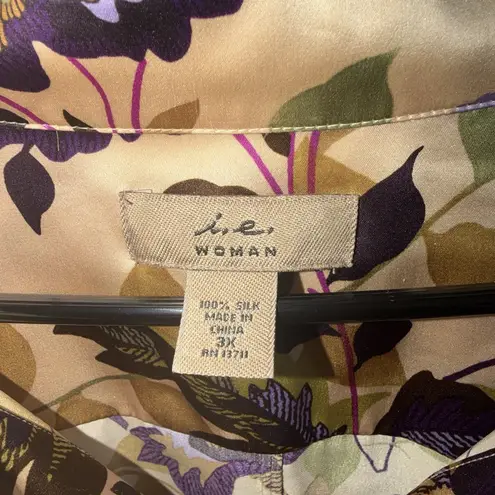 i.e.
WOMAN
100% SILK
MADE IN
CHINA
3X
RN 13711